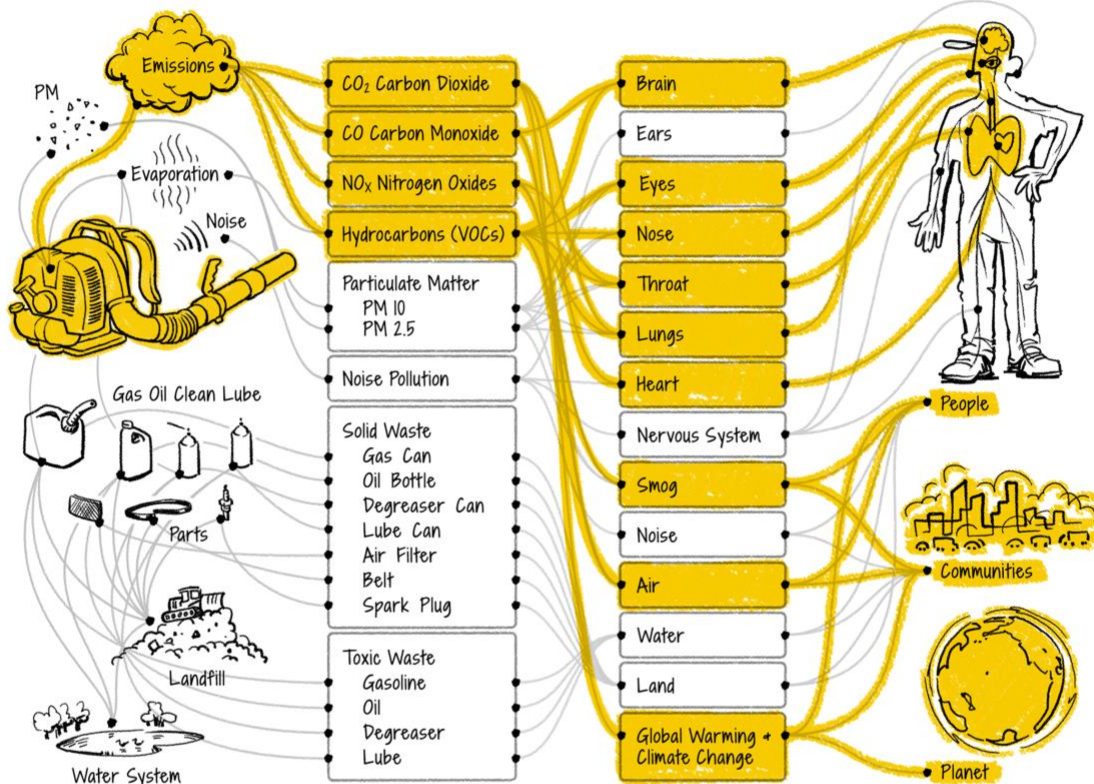 Emissions
PM
Evaporation
Noise
Gas Oil Clean Lube
Parts
Landfill
Water System
CO₂ Carbon Dioxide
CO Carbon Monoxide
NOx Nitrogen Oxides
Hydrocarbons (VOCs)
Particulate Matter
PM 10
PM 2.5
Noise Pollution
Solid Waste
Gas Can
Oil Bottle
Degreaser Can
Lube Can
Air Filter
Belt
Spark Plug
Toxic Waste
Gasoline
Oil
Degreaser
Lube
Brain
Ears
Eyes
Nose
Throat
Lungs
Heart
Nervous System
Smog
Noise
Air
Water
Land
Global Warming +
Climate Change
People
Communities
Planet